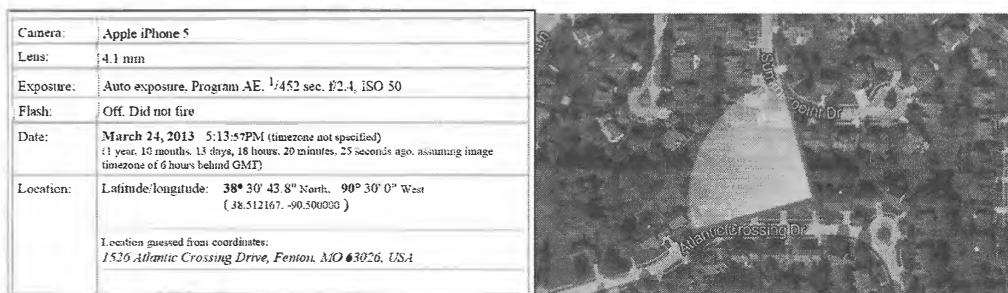 Camera: Apple iPhone 5
Lens: 4.1 mm
Exposure: Auto exposure, Program AE, 1/452 sec, f/2.4, ISO 50
Flash: Off, Did not fire
Date: March 24, 2013 5:13:57PM (timezone not specified)
(1 year, 10 months, 13 days, 18 hours, 20 minutes, 25 seconds ago, assuming image
timezone of 6 hours behind GMT)
Location: Latitude/longitude: 38° 30' 43.8" North, 90° 30' 0" West
( 38.512167, -90.500000 )
Location guessed from coordinates:
1526 Atlantic Crossing Drive, Fenton, MO 63026, USA
Dr
Atlantic Crossing Dr